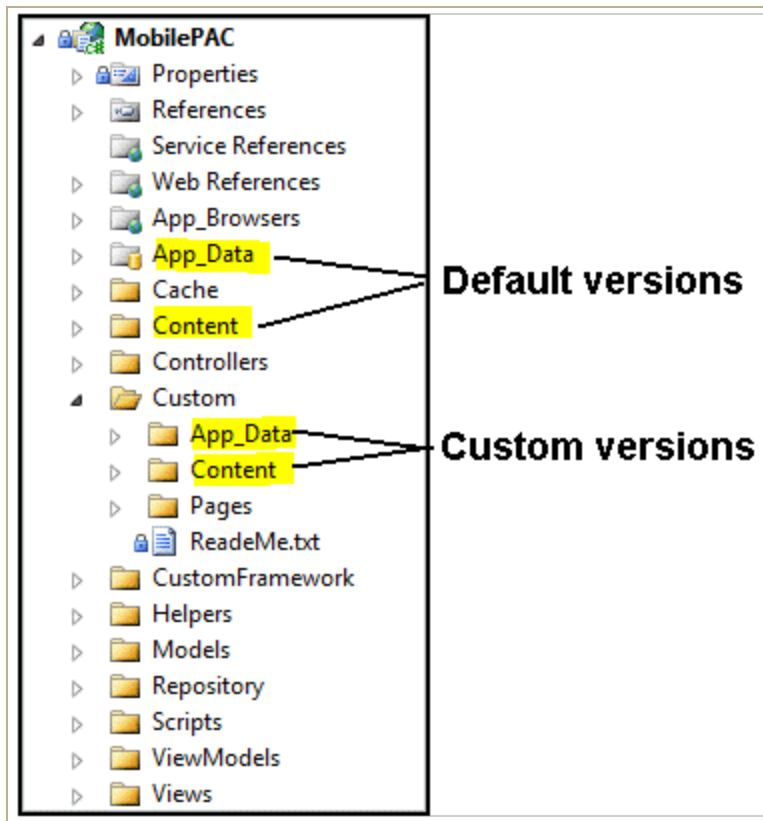 MobilePAC
Properties
References
Service References
Web References
App_Browsers
App_Data
Cache
Content
Default versions
Controllers
Custom
App_Data
Content
Custom versions
Pages
ReadeMe.txt
CustomFramework
Helpers
Models
Repository
Scripts
ViewModels
Views